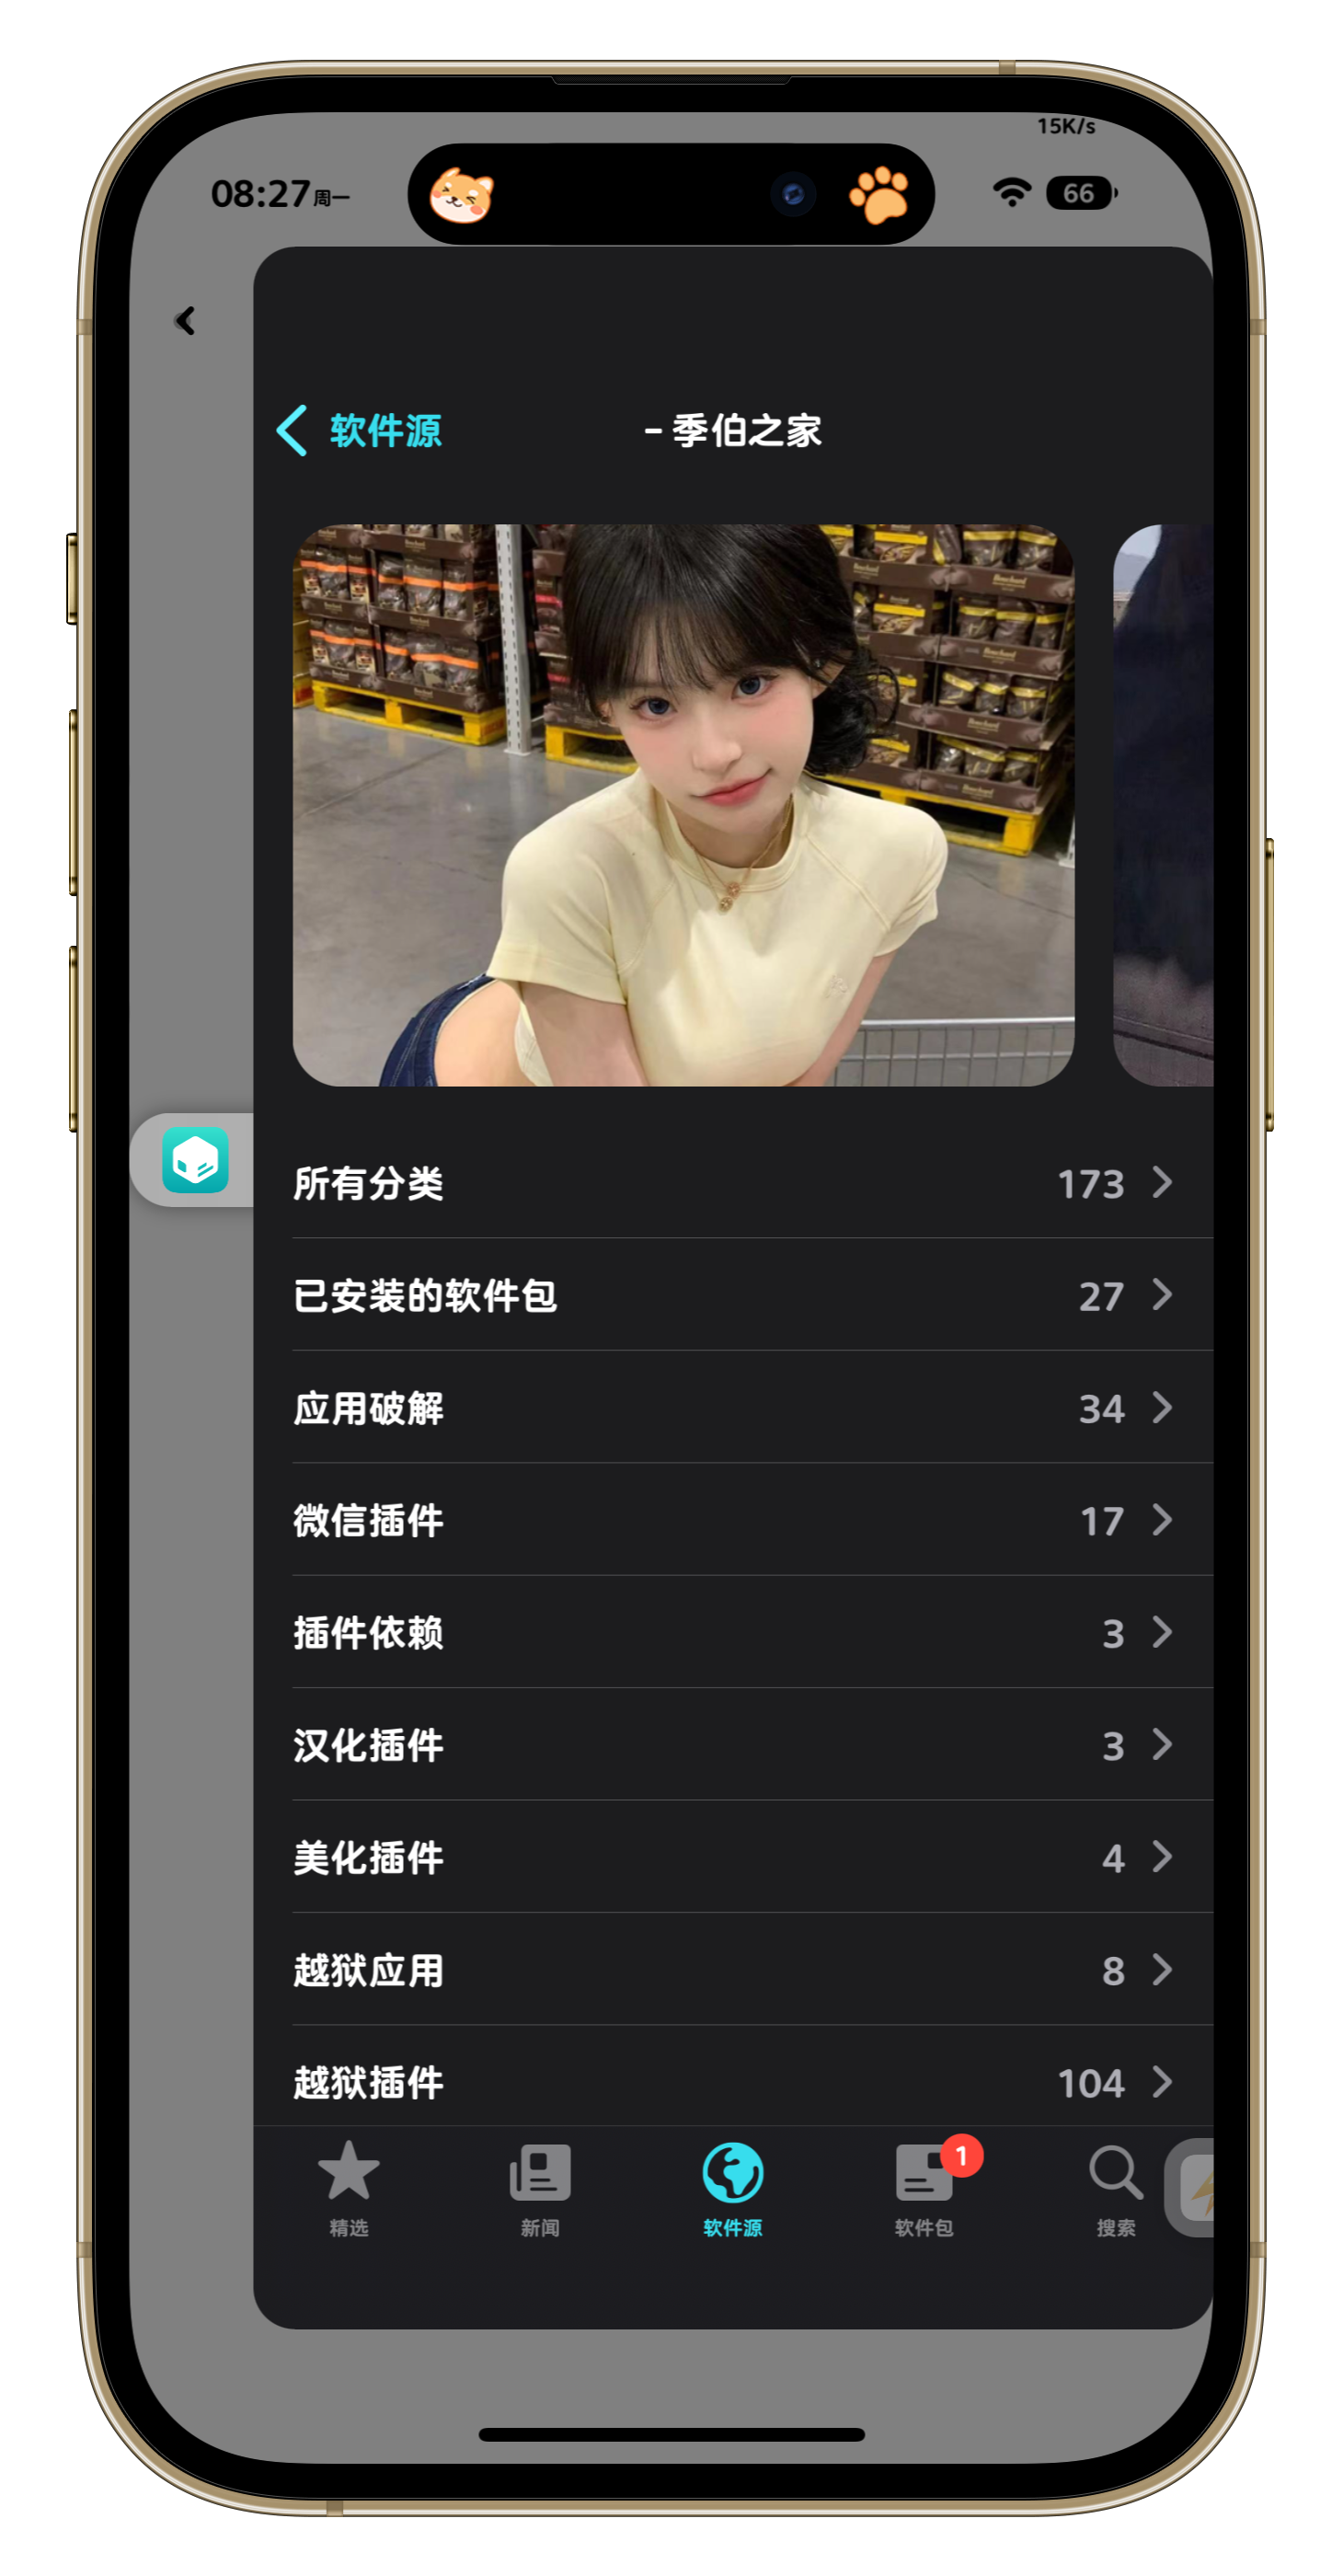 15K/s
08:27周一
66
软件源
- 季伯之家
所有分类 173
已安装的软件包 27
应用破解 34
微信插件 17
插件依赖 3
汉化插件 3
美化插件 4
越狱应用 8
越狱插件 104
1
精选 新闻 软件源 软件包 搜索